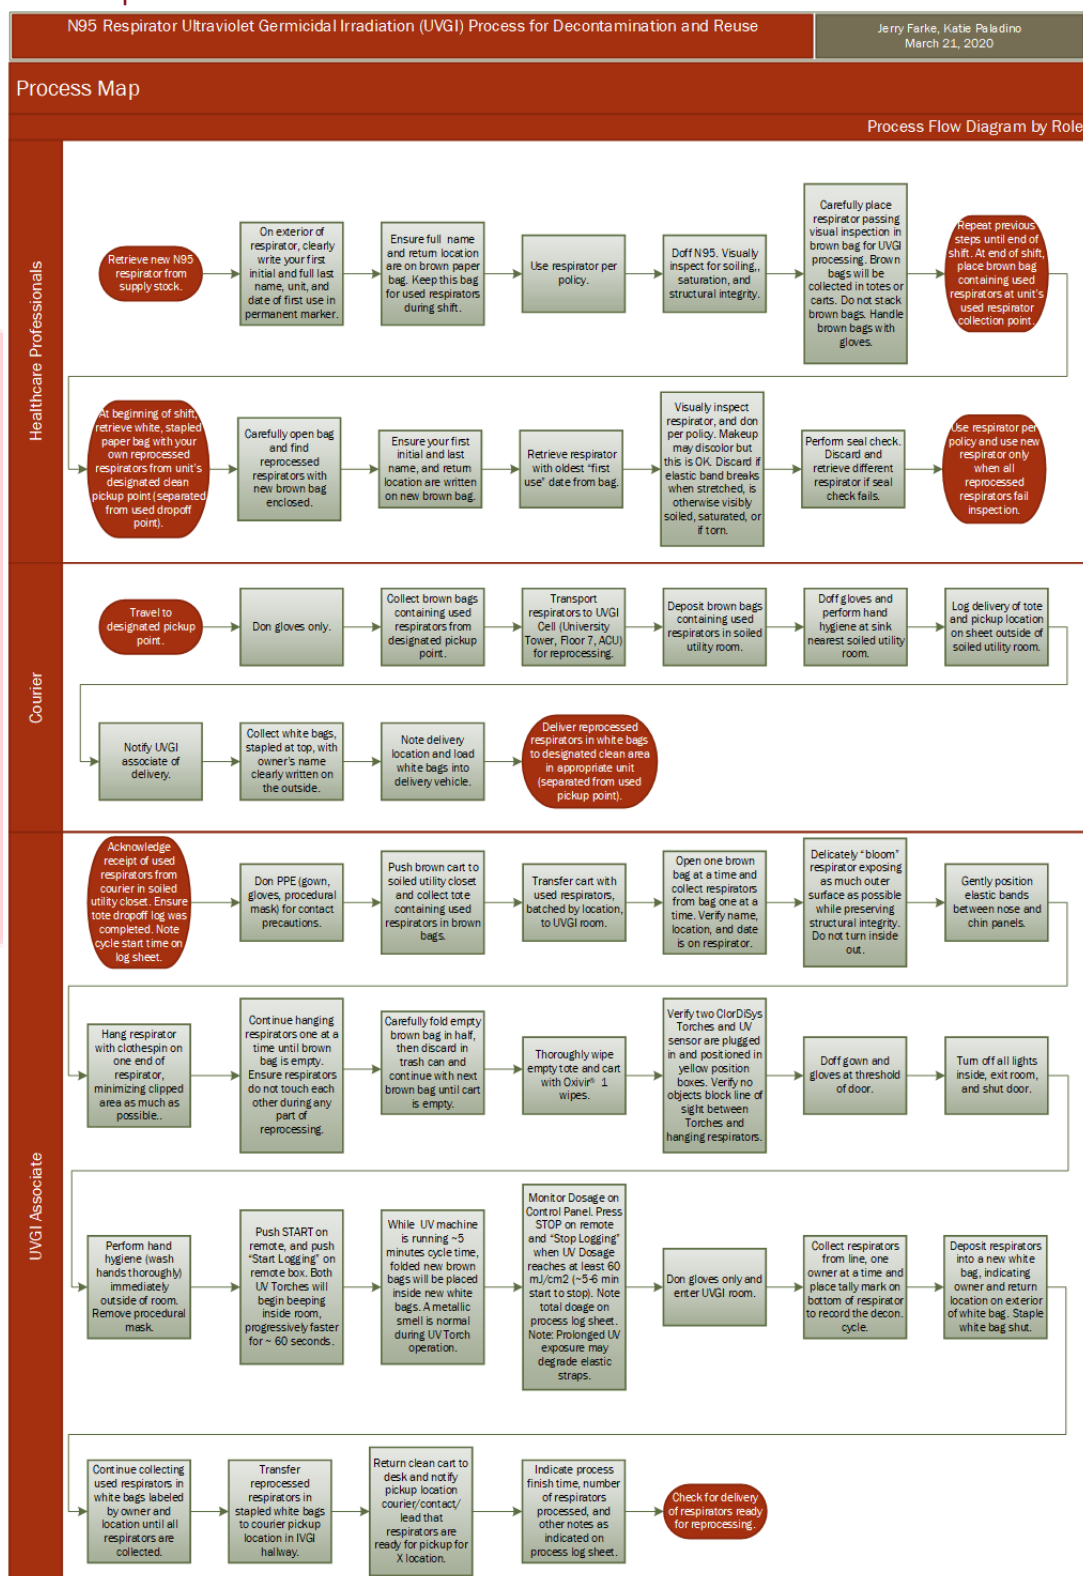 N95 Respirator Ultraviolet Germicidal Irradiation (UVGI) Process for Decontamination and Reuse
Jerry Farke, Katie Paladino
March 21, 2020
Process Map
Process Flow Diagram by Role
Healthcare Professionals
Retrieve new N95
respirator from
supply stock.
On exterior of
respirator, clearly
write your first
initial and full last
name, unit, and
date of first use in
permanent marker.
Ensure full name
and return location
are on brown paper
bag. Keep this bag
for used respirators
during shift.
Use respirator per
policy.
Doff N95. Visually
inspect for soiling,,
saturation, and
structural integrity.
Carefully place
respirator passing
visual inspection in
brown bag for UVGI
processing. Brown
bags will be
collected in totes or
carts. Do not stack
brown bags. Handle
brown bags with
gloves.
Repeat previous
steps until end of
shift. At end of shift,
place brown bag
containing used
respirators at unit's
used respirator
collection point.
At beginning of shift,
retrieve white, stapled
paper bag with your
own reprocessed
respirators from unit's
designated clean
pickup point (separated
from used dropoff
point).
Carefully open bag
and find
reprocessed
respirators with
new brown bag
enclosed.
Ensure your first
initial and last
name, and return
location are written
on new brown bag.
Retrieve respirator
with oldest "first
use" date from bag.
Visually inspect
respirator, and don
per policy. Makeup
may discolor but
this is OK. Discard if
elastic band breaks
when stretched, is
otherwise visibly
soiled, saturated, or
if torn.
Perform seal check.
Discard and
retrieve different
respirator if seal
check fails.
Use respirator per
policy and use new
respirator only
when all
reprocessed
respirators fail
inspection.
Courier
Travel to
designated pickup
point.
Don gloves only.
Collect brown bags
containing used
respirators from
designated pickup
point.
Transport
respirators to UVGI
Cell (University
Tower, Floor 7, ACU)
for reprocessing.
Deposit brown bags
containing used
respirators in soiled
utility room.
Doff gloves and
perform hand
hygiene at sink
nearest soiled utility
room.
Log delivery of tote
and pickup location
on sheet outside of
soiled utility room.
Notify UVGI
associate of
delivery.
Collect white bags,
stapled at top, with
owner's name
clearly written on
the outside.
Note delivery
location and load
white bags into
delivery vehicle.
Deliver reprocessed
respirators in white bags
to designated clean area
in appropriate unit
(separated from used
pickup point).
UVGI Associate
Acknowledge
receipt of used
respirators from
courier in soiled
utility closet. Ensure
tote dropoff log was
completed. Note
cycle start time on
log sheet.
Don PPE (gown,
gloves, procedural
mask) for contact
precautions.
Push brown cart to
soiled utility closet
and collect tote
containing used
respirators in brown
bags.
Transfer cart with
used respirators,
batched by location,
to UVGI room.
Open one brown
bag at a time and
collect respirators
from bag one at a
time. Verify name,
location, and date
is on respirator.
Delicately "bloom"
respirator exposing
as much outer
surface as possible
while preserving
structural integrity.
Do not turn inside
out.
Gently position
elastic bands
between nose and
chin panels.
Hang respirator
with clothespin on
one end of
respirator,
minimizing clipped
area as much as
possible..
Continue hanging
respirators one at a
time until brown
bag is empty.
Ensure respirators
do not touch each
other during any
part of
reprocessing.
Carefully fold empty
brown bag in half,
then discard in
trash can and
continue with next
brown bag until cart
is empty.
Thoroughly wipe
empty tote and cart
with Oxivir® 1
wipes.
Verify two ClorDiSys
Torches and UV
sensor are plugged
in and positioned in
yellow position
boxes. Verify no
objects block line of
sight between
Torches and
hanging respirators.
Doff gown and
gloves at threshold
of door.
Turn off all lights
inside, exit room,
and shut door.
Perform hand
hygiene (wash
hands thoroughly)
immediately
outside of room.
Remove procedural
mask.
Push START on
remote, and push
"Start Logging" on
remote box. Both
UV Torches will
begin beeping
inside room,
progressively faster
for ~ 60 seconds.
While UV machine
is running ~5
minutes cycle time,
folded new brown
bags will be placed
inside new white
bags. A metallic
smell is normal
during UV Torch
operation.
Monitor Dosage on
Control Panel. Press
STOP on remote
and "Stop Logging"
when UV Dosage
reaches at least 60
mJ/cm2 (~5-6 min
start to stop). Note
total doage on
process log sheet.
Note: Prolonged UV
exposure may
degrade elastic
straps.
Don gloves only and
enter UVGI room.
Collect respirators
from line, one
owner at a time and
place tally mark on
bottom of respirator
to record the decon.
cycle.
Deposit respirators
into a new white
bag, indicating
owner and return
location on exterior
of white bag. Staple
white bag shut.
Continue collecting
used respirators in
white bags labeled
by owner and
location until all
respirators are
collected.
Transfer
reprocessed
respirators in
stapled white bags
to courier pickup
location in IVGI
hallway.
Return clean cart to
desk and notify
pickup location
courier/contact/
lead that
respirators are
ready for pickup for
X location.
Indicate process
finish time, number
of respirators
processed, and
other notes as
indicated on
process log sheet.
Check for delivery
of respirators ready
for reprocessing.